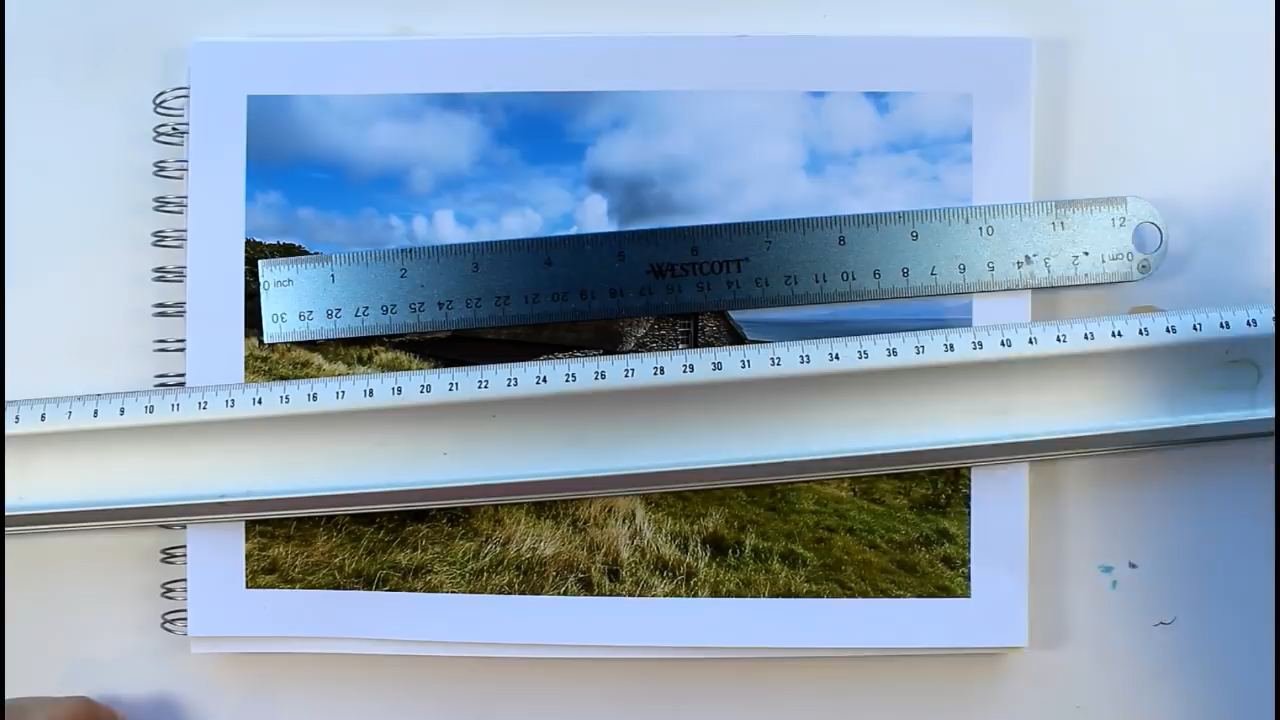 0 inch 1 2 3 4 5 6 7 8 9 10 11 12
WESTCOTT®
30 29 28 27 26 25 24 23 22 21 20 19 18 17 16 15 14 13 12 11 10 9 8 7 6 5 4 3 2 1 cm 0
5 6 7 8 9 10 11 12 13 14 15 16 17 18 19 20 21 22 23 24 25 26 27 28 29 30 31 32 33 34 35 36 37 38 39 40 41 42 43 44 45 46 47 48 49